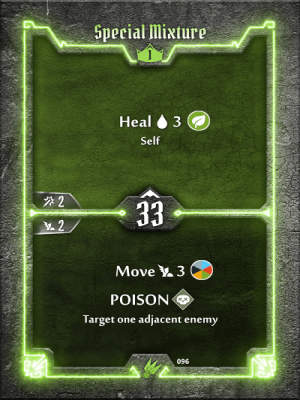 Special Mixture
1
Heal 3
Self
2
33
2
Move 3
POISON
Target one adjacent enemy
096